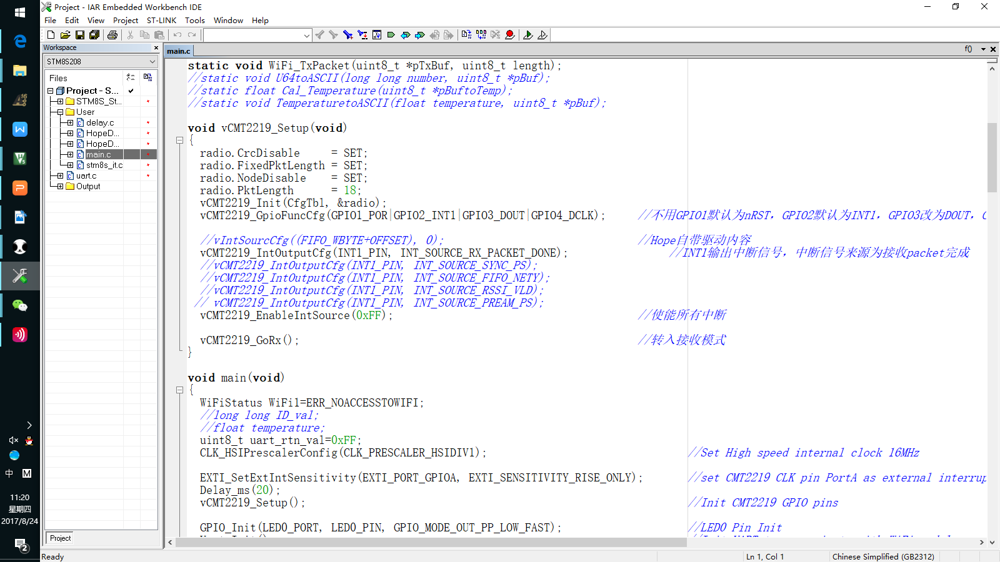 Project - IAR Embedded Workbench IDE
File Edit View Project ST-LINK Tools Window Help
Workspace
STM8S208
Files
Project - S...
STM8S_St...
User
delay.c
HopeD...
HopeD...
main.c
stm8s_it.c
uart.c
Output
Project
main.c
f()
static void WiFi_TxPacket(uint8_t *pTxBuf, uint8_t length);
//static void U64toASCII(long long number, uint8_t *pBuf);
//static float Cal_Temperature(uint8_t *pBuftoTemp);
//static void TemperaturetoASCII(float temperature, uint8_t *pBuf);
void vCMT2219_Setup(void)
{
radio.CrcDisable = SET;
radio.FixedPktLength = SET;
radio.NodeDisable = SET;
radio.PktLength = 18;
vCMT2219_Init(CfgTbl, &radio);
vCMT2219_GpioFuncCfg(GPIO1_POR|GPIO2_INT1|GPIO3_DOUT|GPIO4_DCLK); //不用GPIO1默认为nRST，GPIO2默认为INT1，GPIO3改为DOUT，
//vIntSourcCfg((FIFO_WBYTE+OFFSET), 0); //Hope自带驱动内容
vCMT2219_IntOutputCfg(INT1_PIN, INT_SOURCE_RX_PACKET_DONE); //INT1输出中断信号，中断信号来源为接收packet完成
//vCMT2219_IntOutputCfg(INT1_PIN, INT_SOURCE_SYNC_PS);
//vCMT2219_IntOutputCfg(INT1_PIN, INT_SOURCE_FIFO_NETY);
//vCMT2219_IntOutputCfg(INT1_PIN, INT_SOURCE_RSSI_VLD);
// vCMT2219_IntOutputCfg(INT1_PIN, INT_SOURCE_PREAM_PS);
vCMT2219_EnableIntSource(0xFF); //使能所有中断
vCMT2219_GoRx(); //转入接收模式
}
void main(void)
{
WiFiStatus WiFi1=ERR_NOACCESSTOWIFI;
//long long ID_val;
//float temperature;
uint8_t uart_rtn_val=0xFF;
CLK_HSIPrescalerConfig(CLK_PRESCALER_HSIDIV1); //Set High speed internal clock 16MHz
EXTI_SetExtIntSensitivity(EXTI_PORT_GPIOA, EXTI_SENSITIVITY_RISE_ONLY); //set CMT2219 CLK pin PortA as external interrup
Delay_ms(20);
vCMT2219_Setup(); //Init CMT2219 GPIO pins
GPIO_Init(LED0_PORT, LED0_PIN, GPIO_MODE_OUT_PP_LOW_FAST); //LED0 Pin Init
中 M
11:20
星期四
2017/8/24
2
Ready
Ln 1, Col 1
Chinese Simplified (GB2312)